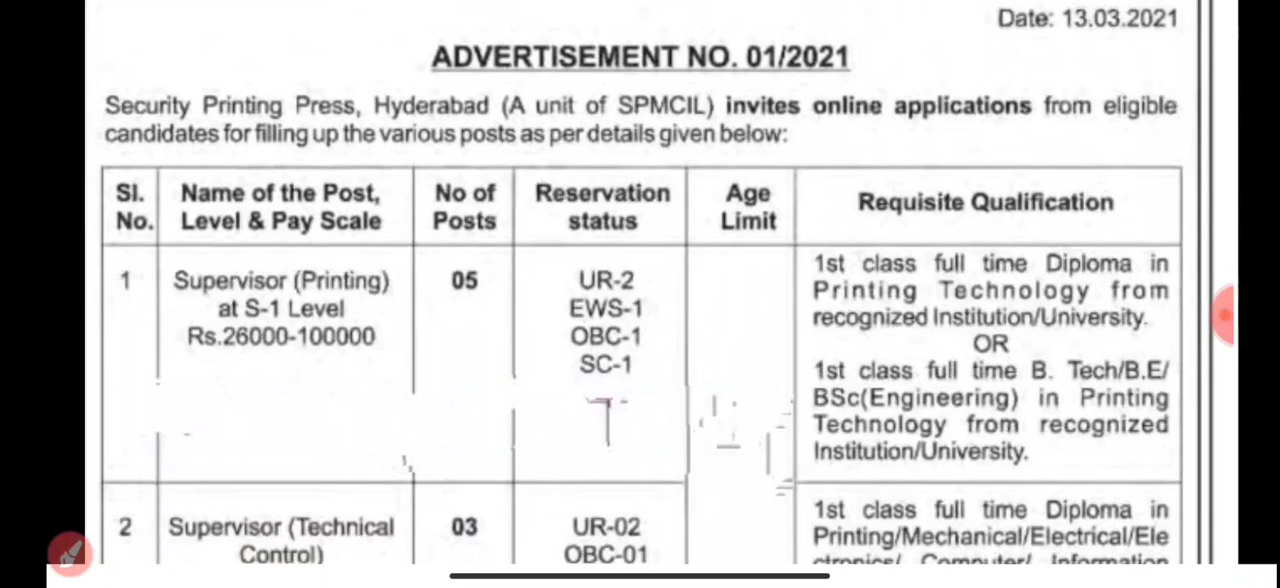 Date: 13.03.2021
ADVERTISEMENT NO. 01/2021
Security Printing Press, Hyderabad (A unit of SPMCIL) invites online applications from eligible
candidates for filling up the various posts as per details given below:
Sl. No.
Name of the Post, Level & Pay Scale
No of Posts
Reservation status
Age Limit
Requisite Qualification
1
Supervisor (Printing)
at S-1 Level
Rs.26000-100000
05
UR-2
EWS-1
OBC-1
SC-1
1st class full time Diploma in
Printing Technology from
recognized Institution/University.
OR
1st class full time B. Tech/B.E/
BSc(Engineering) in Printing
Technology from recognized
Institution/University.
2
Supervisor (Technical
Control)
03
UR-02
OBC-01
1st class full time Diploma in
Printing/Mechanical/Electrical/Ele
ctronics/ Computer/ Information